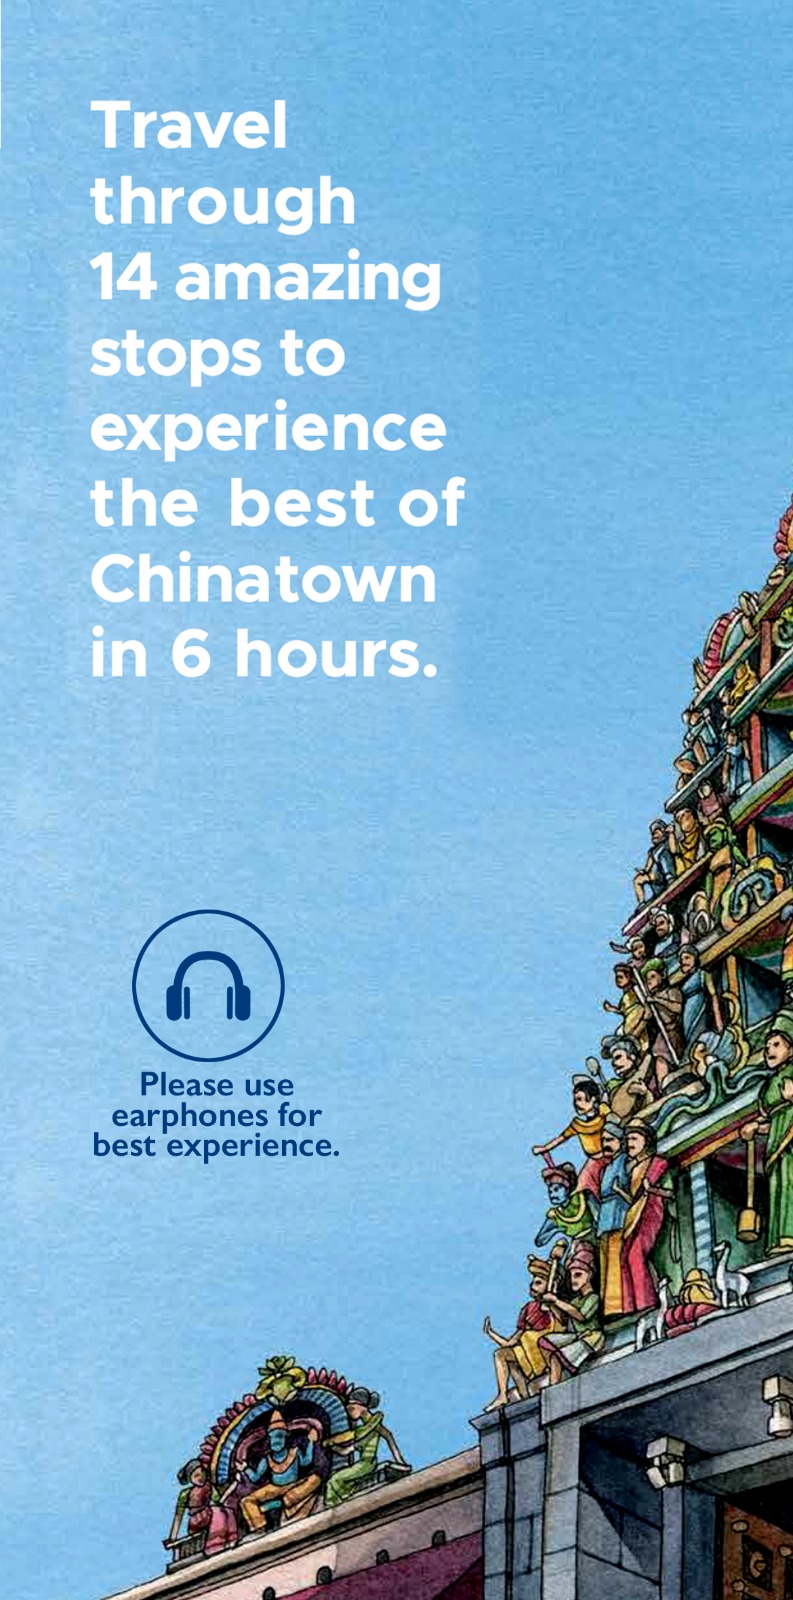 Travel
through
14 amazing
stops to
experience
the best of
Chinatown
in 6 hours.
Please use
earphones for
best experience.